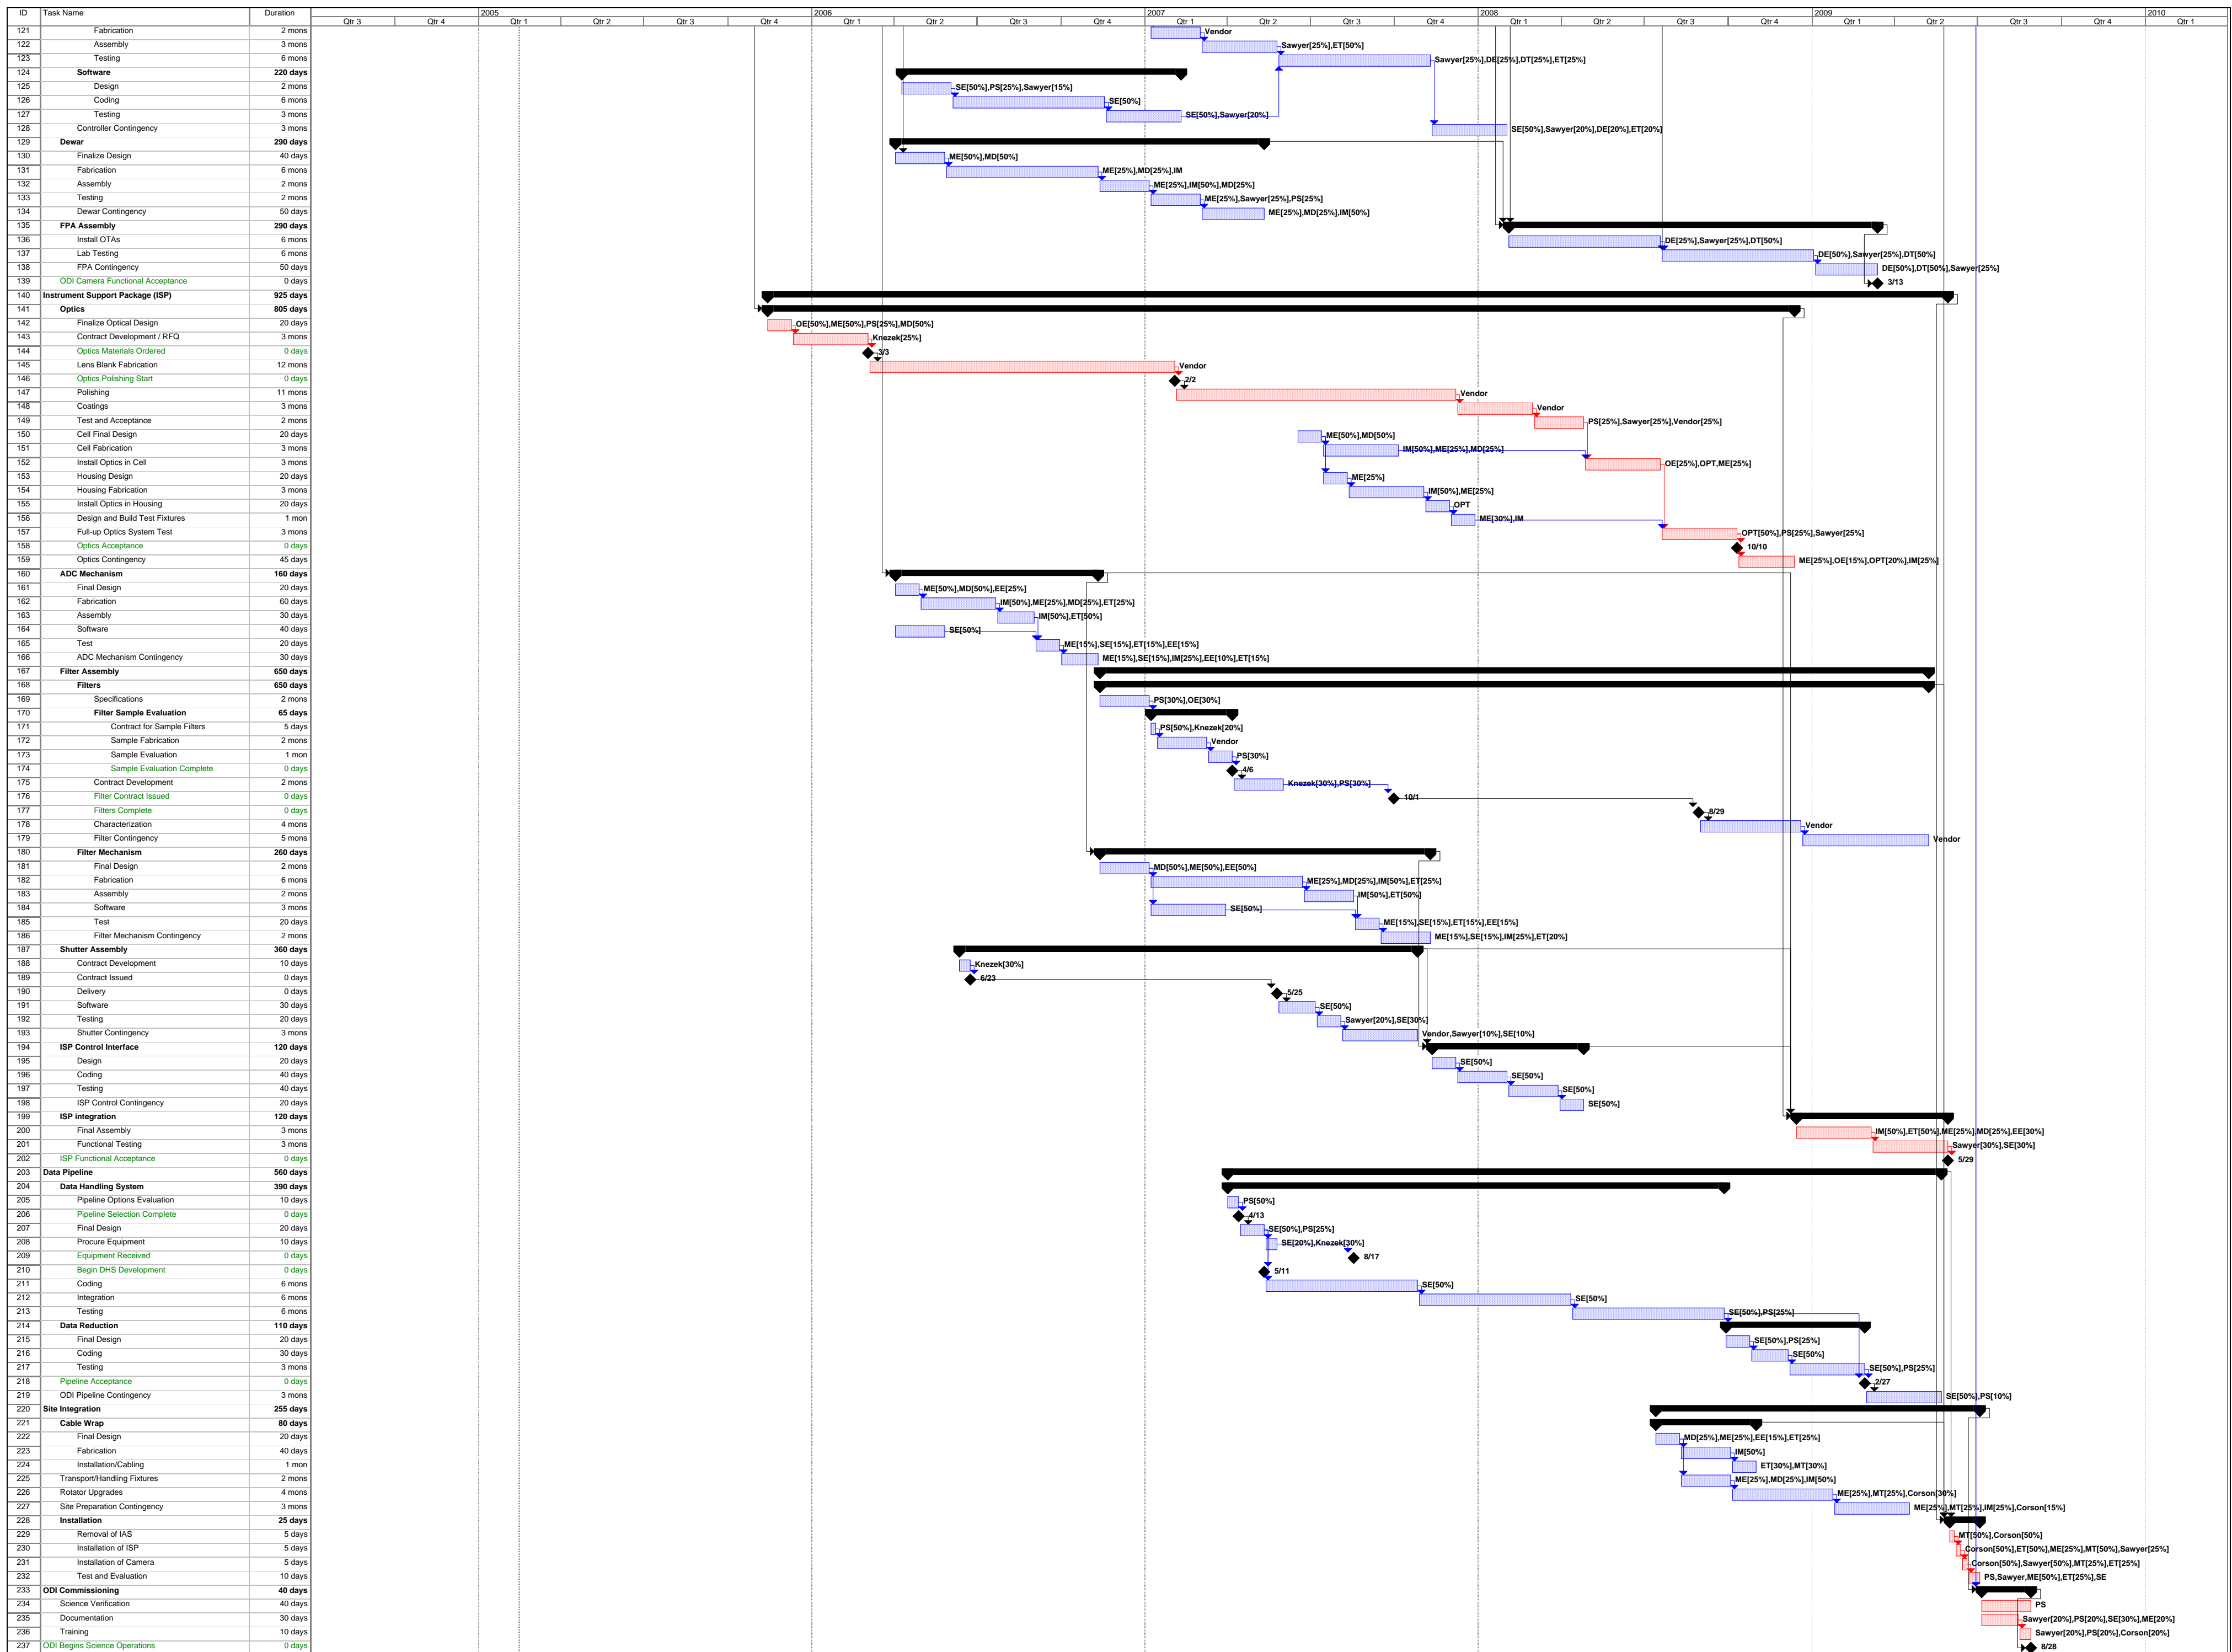 ID Task Name Duration 2005 2006 2007 2008 2009 2010
Qtr 3 Qtr 4 Qtr 1 Qtr 2 Qtr 3 Qtr 4 Qtr 1 Qtr 2 Qtr 3 Qtr 4 Qtr 1 Qtr 2 Qtr 3 Qtr 4 Qtr 1 Qtr 2 Qtr 3 Qtr 4 Qtr 1 Qtr 2 Qtr 3 Qtr 4 Qtr 1
121 Fabrication 2 mons Vendor
122 Assembly 3 mons Sawyer[25%],ET[50%]
123 Testing 6 mons Sawyer[25%],DE[25%],DT[25%],ET[25%]
124 Software 220 days
125 Design 2 mons SE[50%],PS[25%],Sawyer[15%]
126 Coding 6 mons SE[50%]
127 Testing 3 mons SE[50%],Sawyer[20%]
128 Controller Contingency 3 mons SE[50%],Sawyer[20%],DE[20%],ET[20%]
129 Dewar 290 days
130 Finalize Design 40 days ME[50%],MD[50%]
131 Fabrication 6 mons ME[25%],MD[25%],IM
132 Assembly 2 mons ME[25%],IM[50%],MD[25%]
133 Testing 2 mons ME[25%],Sawyer[25%],PS[25%]
134 Dewar Contingency 50 days ME[25%],MD[25%],IM[50%]
135 FPA Assembly 290 days
136 Install OTAs 6 mons DE[25%],Sawyer[25%],DT[50%]
137 Lab Testing 6 mons DE[50%],Sawyer[25%],DT[50%]
138 FPA Contingency 50 days DE[50%],DT[50%],Sawyer[25%]
139 ODI Camera Functional Acceptance 0 days 3/13
140 Instrument Support Package (ISP) 925 days
141 Optics 805 days
142 Finalize Optical Design 20 days OE[50%],ME[50%],PS[25%],MD[50%]
143 Contract Development / RFQ 3 mons Knezek[25%]
144 Optics Materials Ordered 0 days 3/3
145 Lens Blank Fabrication 12 mons Vendor
146 Optics Polishing Start 0 days 2/2
147 Polishing 11 mons Vendor
148 Coatings 3 mons Vendor
149 Test and Acceptance 2 mons PS[25%],Sawyer[25%],Vendor[25%]
150 Cell Final Design 20 days ME[50%],MD[50%]
151 Cell Fabrication 3 mons IM[50%],ME[25%],MD[25%]
152 Install Optics in Cell 3 mons OE[25%],OPT,ME[25%]
153 Housing Design 20 days ME[25%]
154 Housing Fabrication 3 mons IM[50%],ME[25%]
155 Install Optics in Housing 20 days OPT
156 Design and Build Test Fixtures 1 mon ME[30%],IM
157 Full-up Optics System Test 3 mons OPT[50%],PS[25%],Sawyer[25%]
158 Optics Acceptance 0 days 10/10
159 Optics Contingency 45 days ME[25%],OE[15%],OPT[20%],IM[25%]
160 ADC Mechanism 160 days
161 Final Design 20 days ME[50%],MD[50%],EE[25%]
162 Fabrication 60 days IM[50%],ME[25%],MD[25%],ET[25%]
163 Assembly 30 days IM[50%],ET[50%]
164 Software 40 days SE[50%]
165 Test 20 days ME[15%],SE[15%],ET[15%],EE[15%]
166 ADC Mechanism Contingency 30 days ME[15%],SE[15%],IM[25%],EE[10%],ET[15%]
167 Filter Assembly 650 days
168 Filters 650 days
169 Specifications 2 mons PS[30%],OE[30%]
170 Filter Sample Evaluation 65 days
171 Contract for Sample Filters 5 days PS[50%],Knezek[20%]
172 Sample Fabrication 2 mons Vendor
173 Sample Evaluation 1 mon PS[30%]
174 Sample Evaluation Complete 0 days 4/6
175 Contract Development 2 mons Knezek[30%],PS[30%]
176 Filter Contract Issued 0 days 10/1
177 Filters Complete 0 days 8/29
178 Characterization 4 mons Vendor
179 Filter Contingency 5 mons Vendor
180 Filter Mechanism 260 days
181 Final Design 2 mons MD[50%],ME[50%],EE[50%]
182 Fabrication 6 mons ME[25%],MD[25%],IM[50%],ET[25%]
183 Assembly 2 mons IM[50%],ET[50%]
184 Software 3 mons SE[50%]
185 Test 20 days ME[15%],SE[15%],ET[15%],EE[15%]
186 Filter Mechanism Contingency 2 mons ME[15%],SE[15%],IM[25%],ET[20%]
187 Shutter Assembly 360 days
188 Contract Development 10 days Knezek[30%]
189 Contract Issued 0 days 6/23
190 Delivery 0 days 5/25
191 Software 30 days SE[50%]
192 Testing 20 days Sawyer[20%],SE[30%]
193 Shutter Contingency 3 mons Vendor,Sawyer[10%],SE[10%]
194 ISP Control Interface 120 days
195 Design 20 days SE[50%]
196 Coding 40 days SE[50%]
197 Testing 40 days SE[50%]
198 ISP Control Contingency 20 days SE[50%]
199 ISP integration 120 days
200 Final Assembly 3 mons IM[50%],ET[50%],ME[25%],MD[25%],EE[30%]
201 Functional Testing 3 mons Sawyer[30%],SE[30%]
202 ISP Functional Acceptance 0 days 5/29
203 Data Pipeline 560 days
204 Data Handling System 390 days
205 Pipeline Options Evaluation 10 days PS[50%]
206 Pipeline Selection Complete 0 days 4/13
207 Final Design 20 days SE[50%],PS[25%]
208 Procure Equipment 10 days SE[20%],Knezek[30%]
209 Equipment Received 0 days 8/17
210 Begin DHS Development 0 days 5/11
211 Coding 6 mons SE[50%]
212 Integration 6 mons SE[50%]
213 Testing 6 mons SE[50%],PS[25%]
214 Data Reduction 110 days
215 Final Design 20 days SE[50%],PS[25%]
216 Coding 30 days SE[50%]
217 Testing 3 mons SE[50%],PS[25%]
218 Pipeline Acceptance 0 days 2/27
219 ODI Pipeline Contingency 3 mons SE[50%],PS[10%]
220 Site Integration 255 days
221 Cable Wrap 80 days
222 Final Design 20 days MD[25%],ME[25%],EE[15%],ET[25%]
223 Fabrication 40 days IM[50%]
224 Installation/Cabling 1 mon ET[30%],MT[30%]
225 Transport/Handling Fixtures 2 mons ME[25%],MD[25%],IM[50%]
226 Rotator Upgrades 4 mons ME[25%],MT[25%],Corson[30%]
227 Site Preparation Contingency 3 mons ME[25%],MT[25%],IM[25%],Corson[15%]
228 Installation 25 days
229 Removal of IAS 5 days MT[50%],Corson[50%]
230 Installation of ISP 5 days Corson[50%],ET[50%],ME[25%],MT[50%],Sawyer[25%]
231 Installation of Camera 5 days Corson[50%],Sawyer[50%],MT[25%],ET[25%]
232 Test and Evaluation 10 days PS,Sawyer,ME[50%],ET[25%],SE
233 ODI Commissioning 40 days
234 Science Verification 40 days PS
235 Documentation 30 days Sawyer[20%],PS[20%],SE[30%],ME[20%]
236 Training 10 days Sawyer[20%],PS[20%],Corson[20%]
237 ODI Begins Science Operations 0 days 8/28